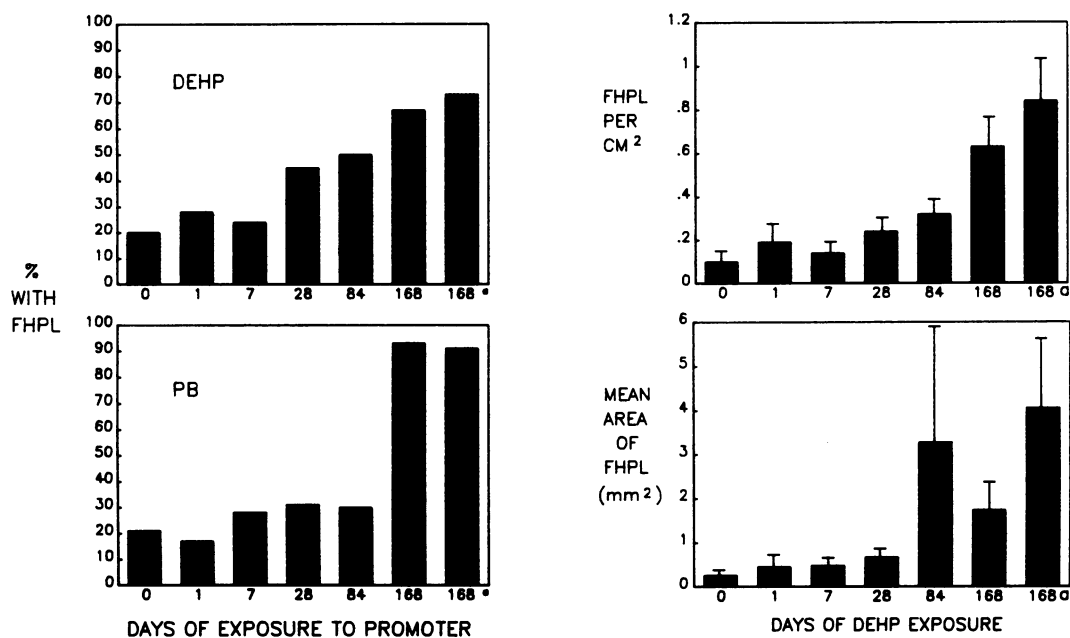 %
WITH
FHPL
100
90
80
70
60
50
40
30
20
10
0
DEHP
0 1 7 28 84 168 168 a
100
90
80
70
60
50
40
30
20
10
0
PB
0 1 7 28 84 168 168 a
DAYS OF EXPOSURE TO PROMOTER
FHPL
PER
CM 2
1.2
1
.8
.6
.4
.2
0
0 1 7 28 84 168 168 a
MEAN
AREA
OF
FHPL
(mm2)
6
5
4
3
2
1
0
0 1 7 28 84 168 168 a
DAYS OF DEHP EXPOSURE